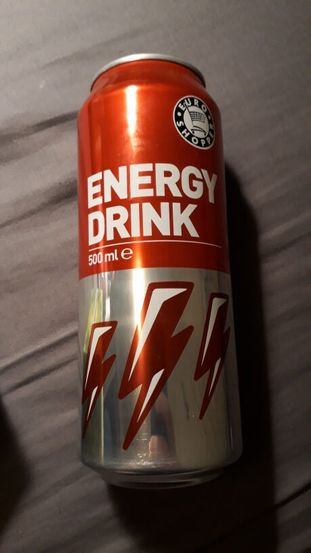 EURO
SHOPPER
ENERGY
DRINK
500 ml e